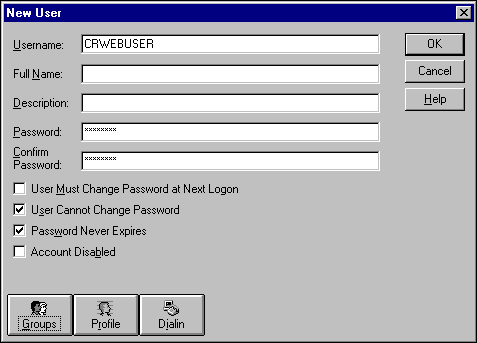 New User
Username: CRWEBUSER
OK
Full Name:
Cancel
Description:
Help
Password: ********
Confirm
Password: ********
User Must Change Password at Next Logon
User Cannot Change Password
Password Never Expires
Account Disabled
Groups Profile Dialin